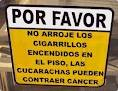 POR FAVOR
NO ARROJE LOS
CIGARRILLOS
ENCENDIDOS EN
EL PISO, LAS
CUCARACHAS PUEDEN
CONTRAER CANCER